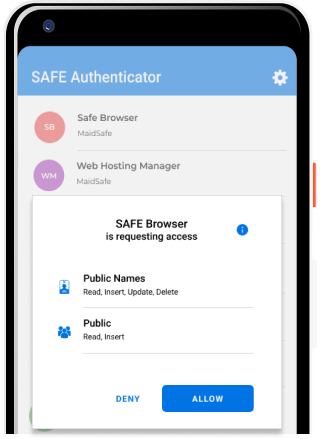 SAFE Authenticator
SB
Safe Browser
MaidSafe
WM
Web Hosting Manager
MaidSafe
SAFE Browser
is requesting access
Public Names
Read, Insert, Update, Delete
Public
Read, Insert
DENY
ALLOW